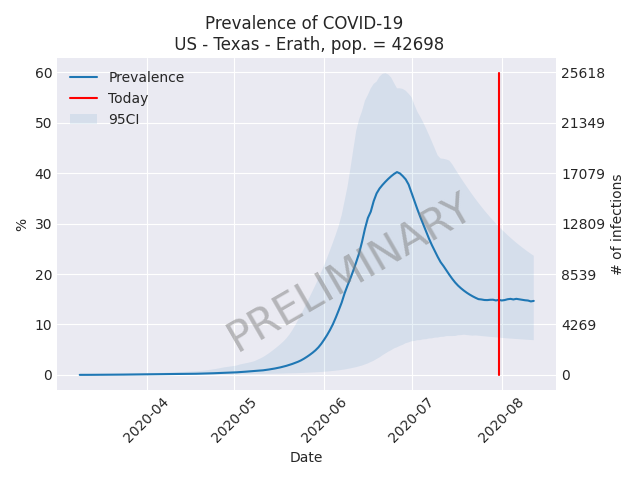 Prevalence of COVID-19
US - Texas - Erath, pop. = 42698
60
50
40
30
20
10
0
%
25618
21349
17079
12809
8539
4269
0
# of infections
Prevalence
Today
95CI
PRELIMINARY
2020-04
2020-05
2020-06
2020-07
2020-08
Date